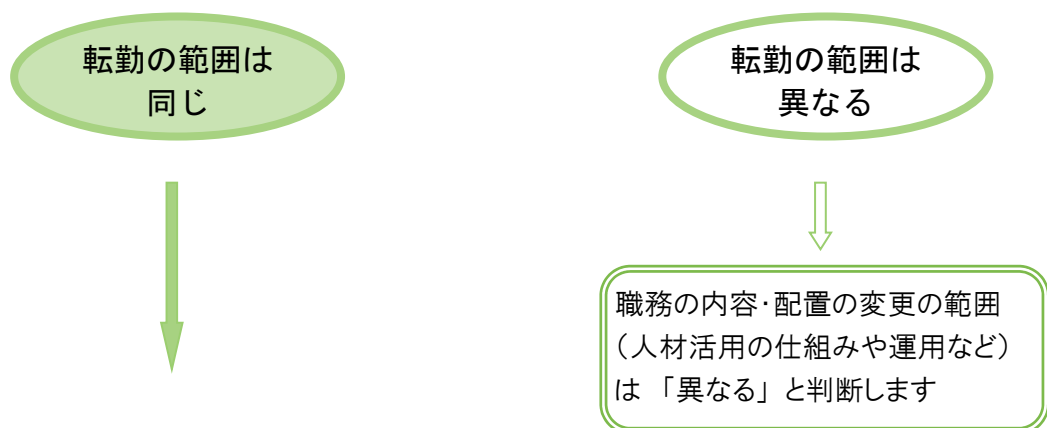 転勤の範囲は
同じ
転勤の範囲は
異なる
職務の内容・配置の変更の範囲
（人材活用の仕組みや運用など）
は 「異なる」 と判断します